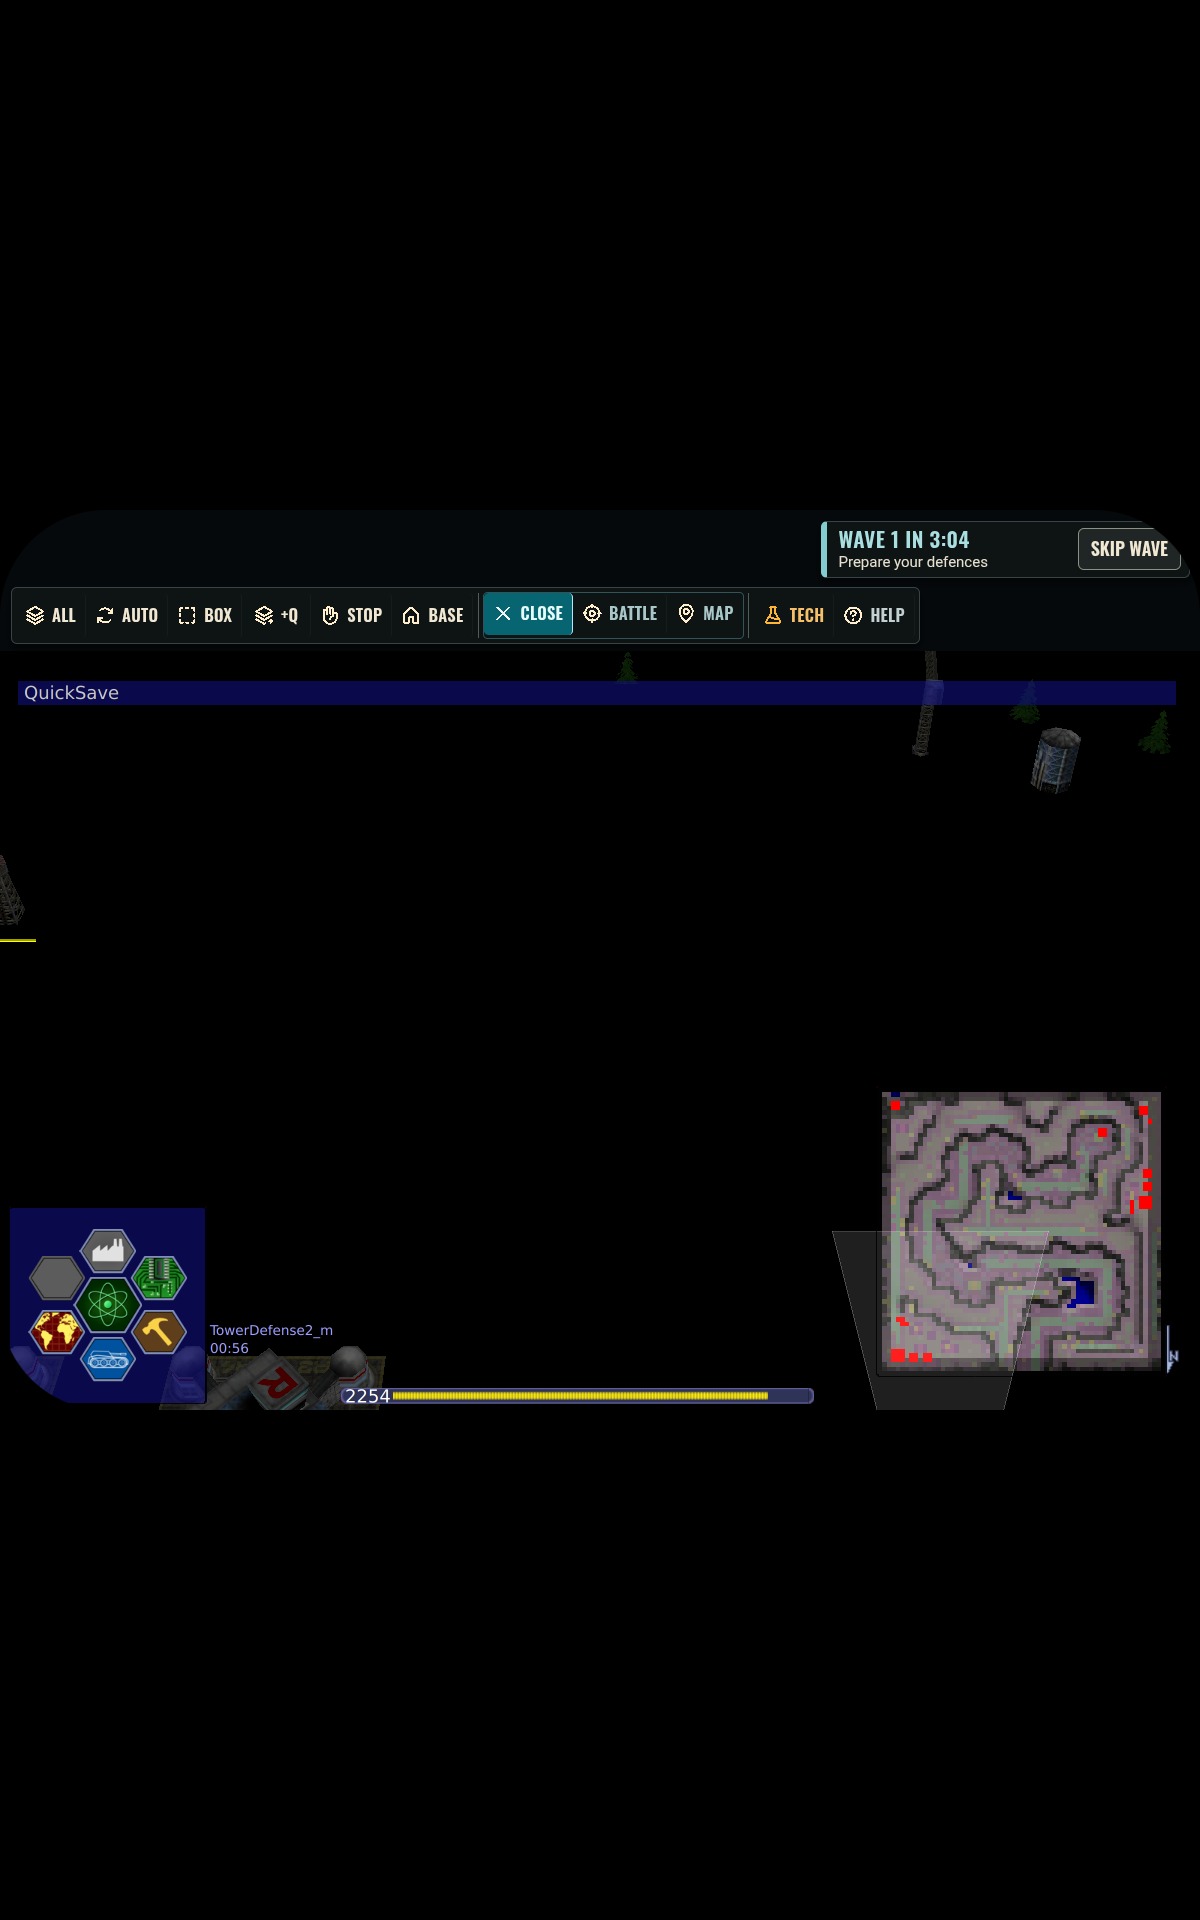 WAVE 1 IN 3:04
Prepare your defences
SKIP WAVE
ALL AUTO BOX +Q STOP BASE CLOSE BATTLE MAP TECH HELP
QuickSave
TowerDefense2_m
00:56
R
2254
N